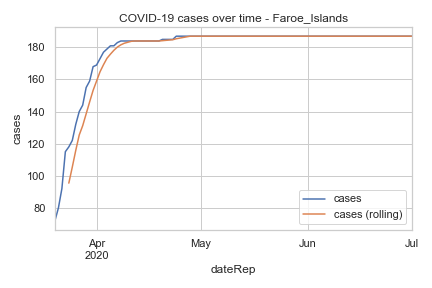 COVID-19 cases over time - Faroe_Islands
cases
180
160
140
120
100
80
Apr
2020
May
Jun
Jul
dateRep
cases
cases (rolling)